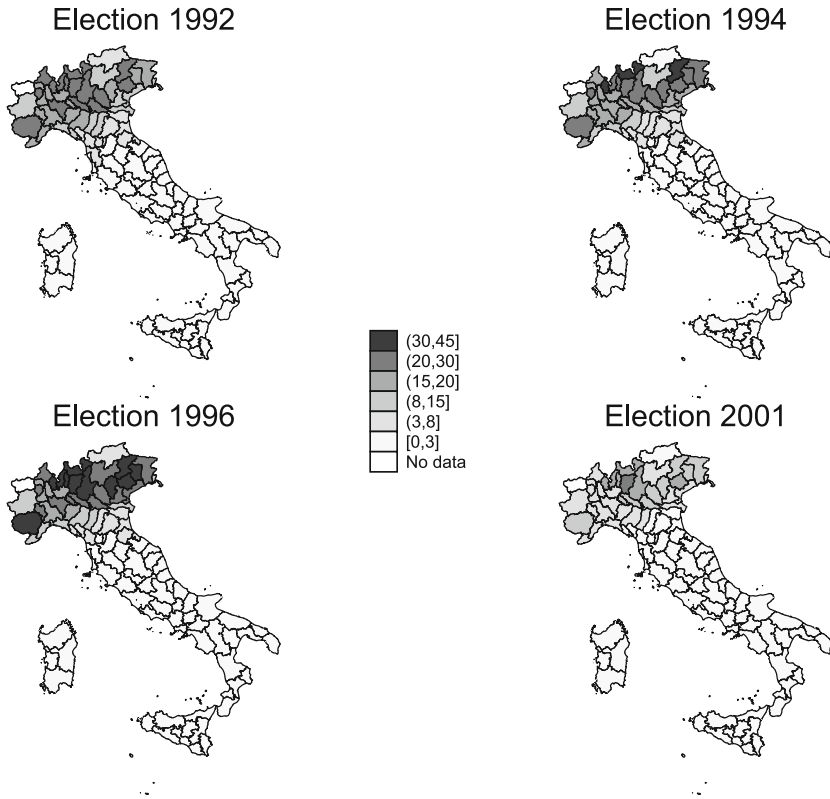 Election 1992
Election 1994
(30,45]
(20,30]
(15,20]
(8,15]
(3,8]
[0,3]
No data
Election 1996
Election 2001